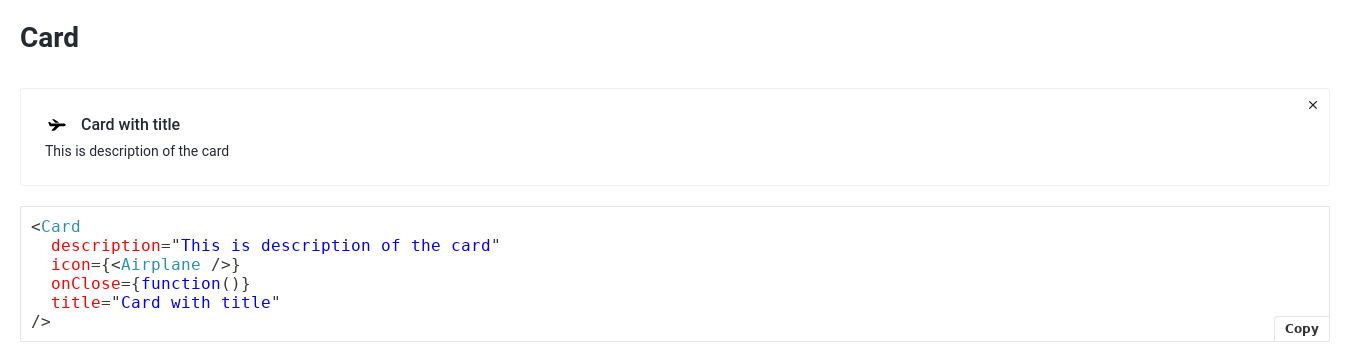 Card
Card with title
This is description of the card
<Card
  description="This is description of the card"
  icon={<Airplane />}
  onClose={function()}
  title="Card with title"
/>
Copy